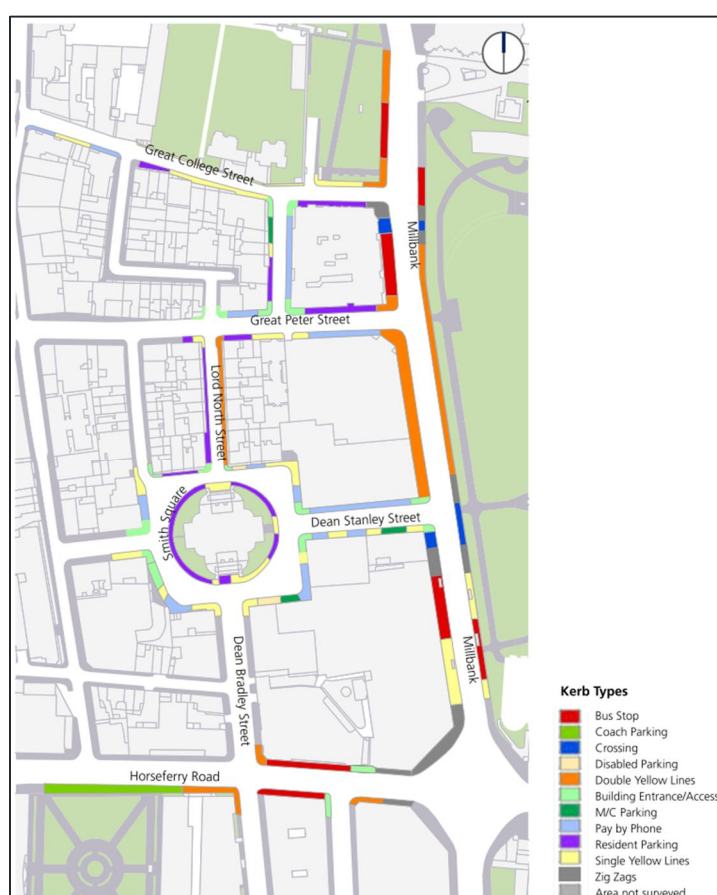 Great College Street
Millbank
Great Peter Street
Lord North Street
Smith Square
Dean Stanley Street
Millbank
Dean Bradley Street
Horseferry Road
Kerb Types
Bus Stop
Coach Parking
Crossing
Disabled Parking
Double Yellow Lines
Building Entrance/Access
M/C Parking
Pay by Phone
Resident Parking
Single Yellow Lines
Zig Zags
Area not surveyed